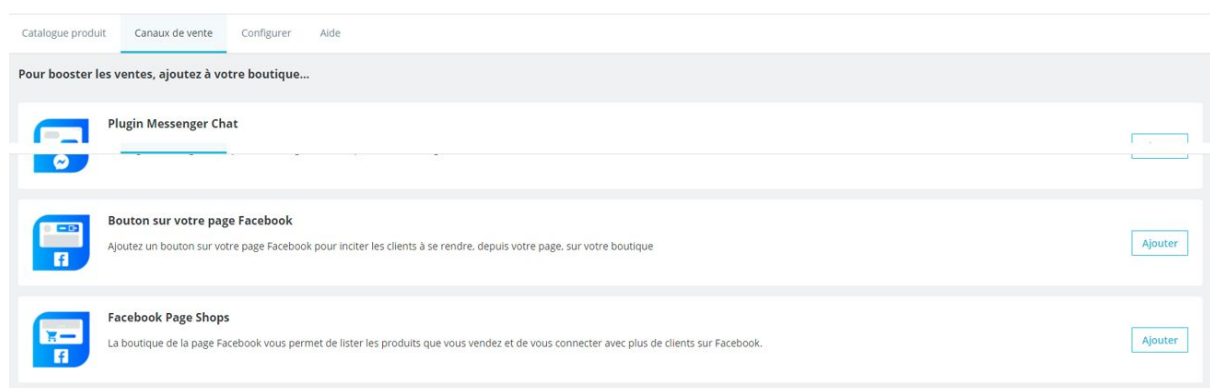 Catalogue produit Canaux de vente Configurer Aide
Pour booster les ventes, ajoutez à votre boutique...
Plugin Messenger Chat
Bouton sur votre page Facebook
Ajoutez un bouton sur votre page Facebook pour inciter les clients à se rendre, depuis votre page, sur votre boutique
Ajouter
Facebook Page Shops
La boutique de la page Facebook vous permet de lister les produits que vous vendez et de vous connecter avec plus de clients sur Facebook.
Ajouter